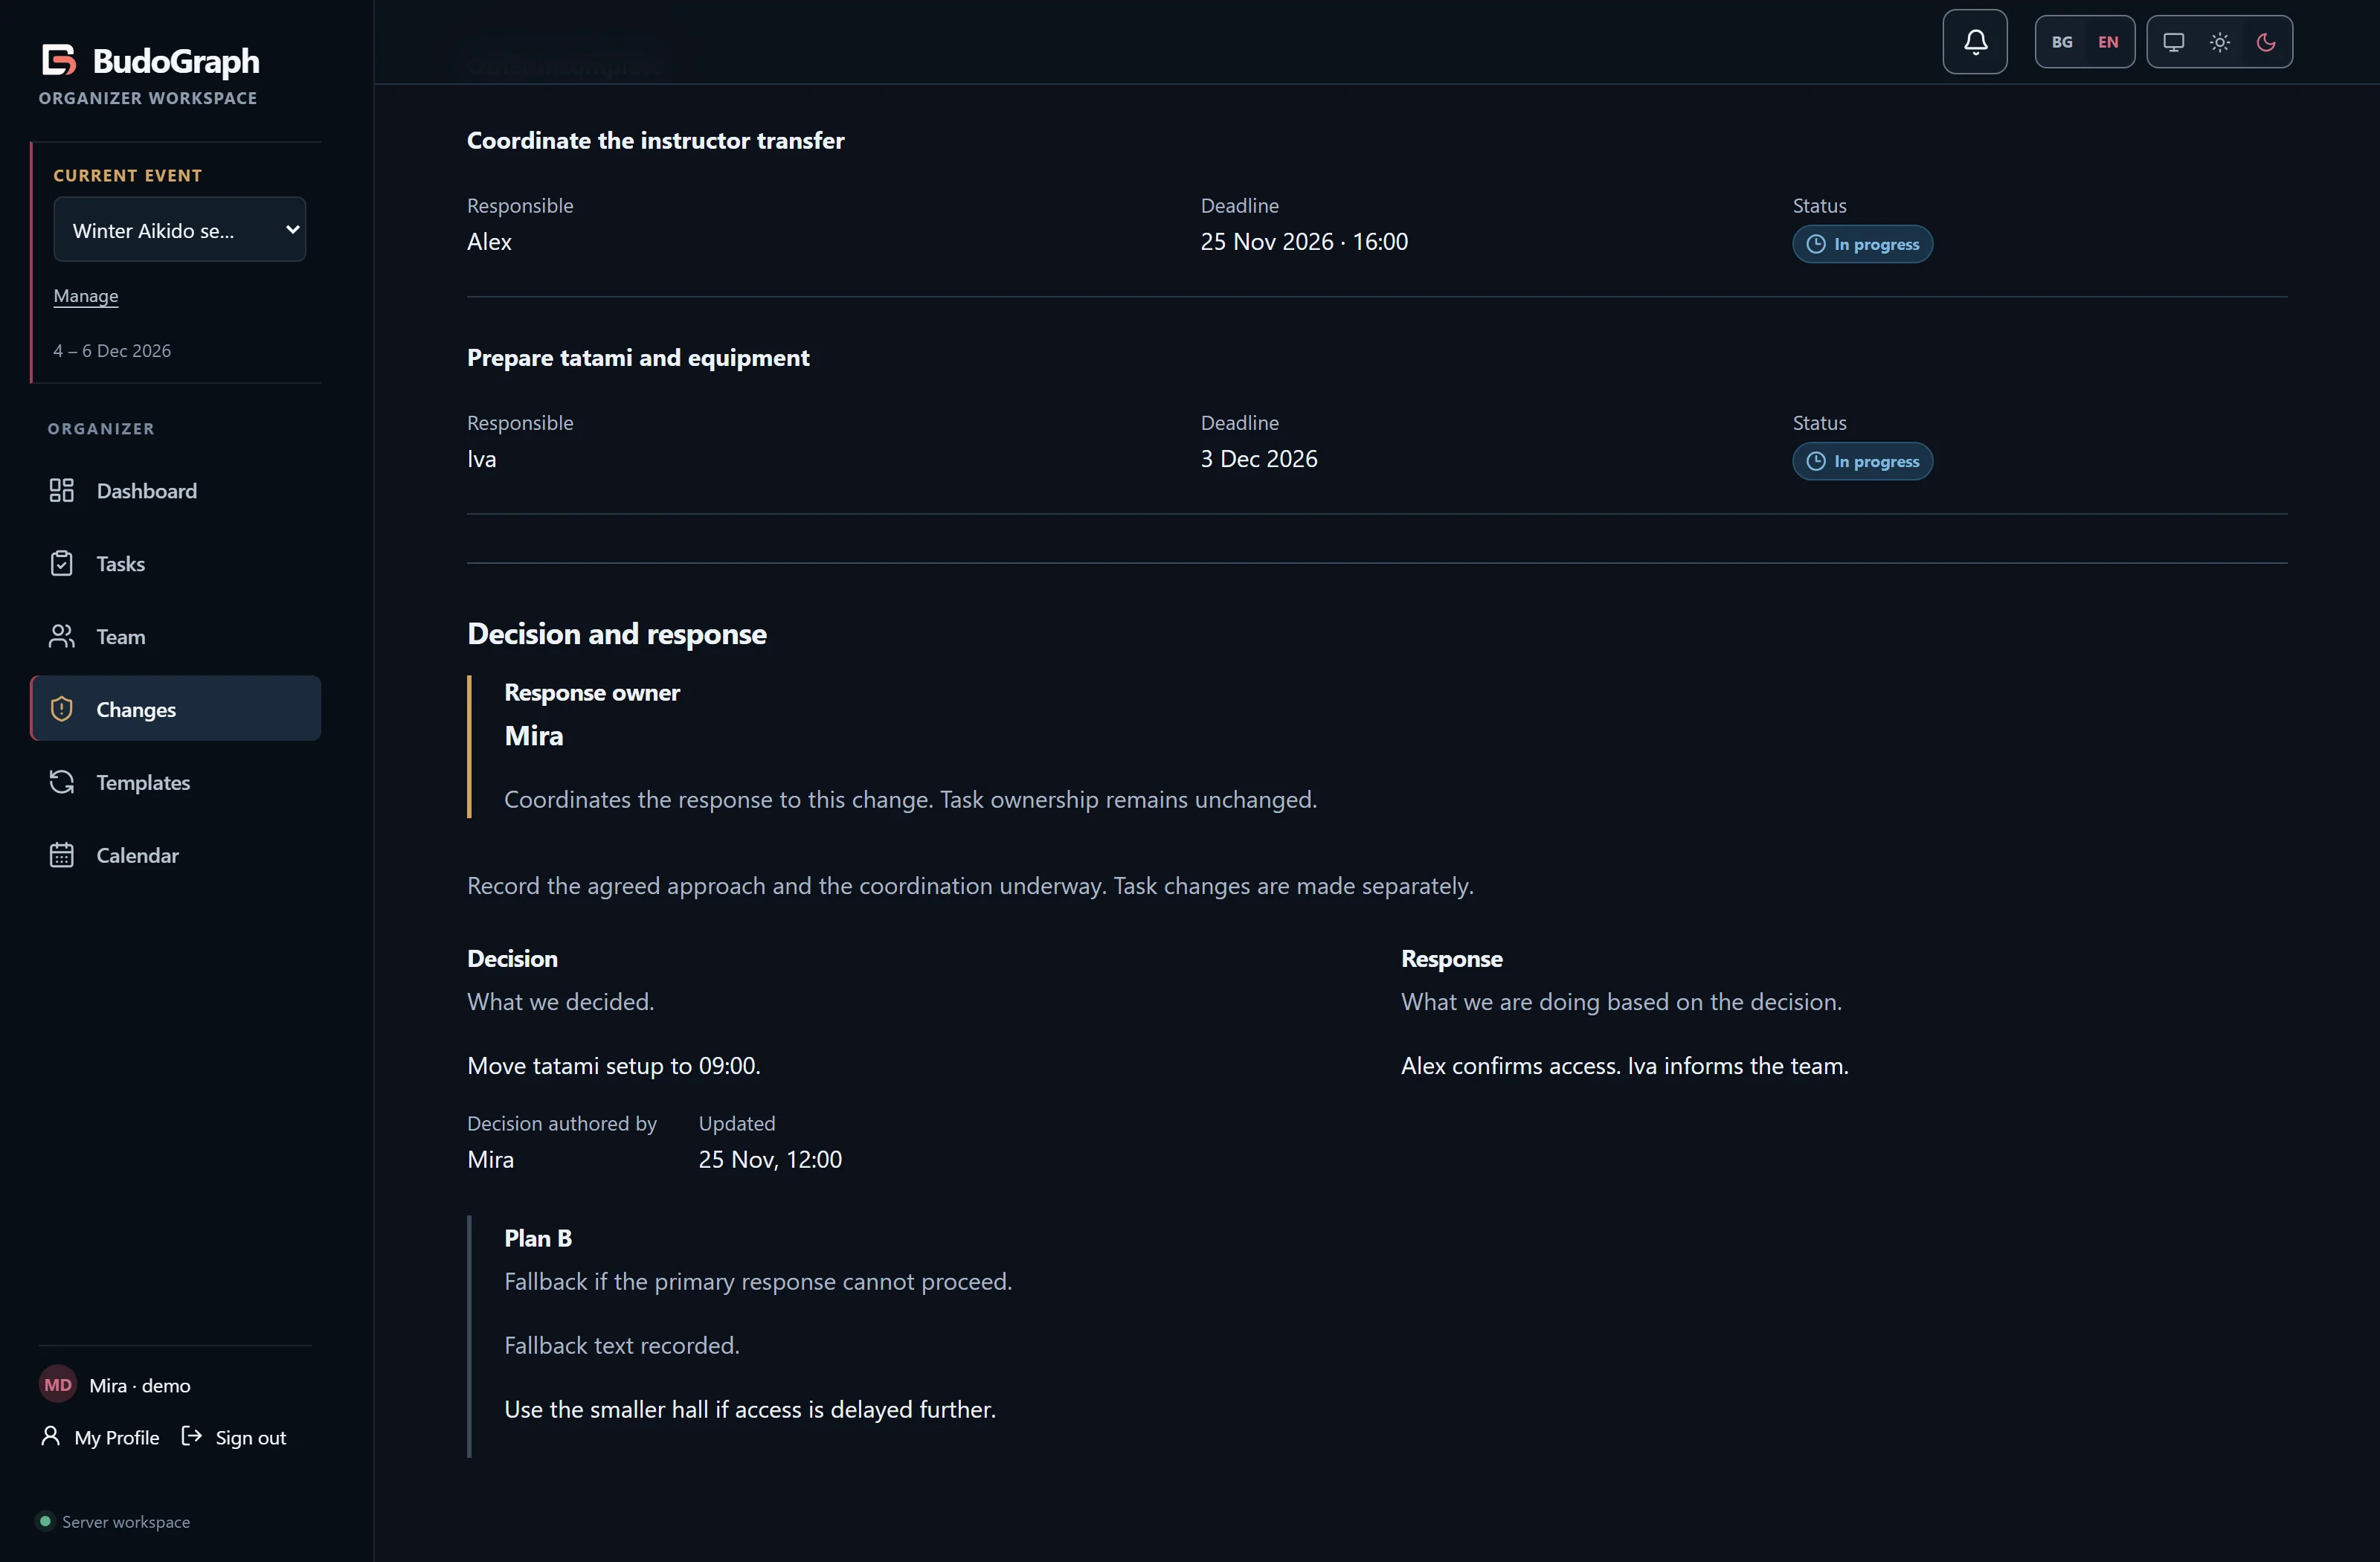 BudoGraph
ORGANIZER WORKSPACE
CURRENT EVENT
Winter Aikido se...
Manage
4 – 6 Dec 2026
ORGANIZER
Dashboard
Tasks
Team
Changes
Templates
Calendar
MD Mira · demo
My Profile Sign out
Server workspace
BG EN
Coordinate the instructor transfer
Responsible Deadline Status
Alex 25 Nov 2026 · 16:00 In progress
Prepare tatami and equipment
Responsible Deadline Status
Iva 3 Dec 2026 In progress
Decision and response
Response owner
Mira
Coordinates the response to this change. Task ownership remains unchanged.
Record the agreed approach and the coordination underway. Task changes are made separately.
Decision
What we decided.
Move tatami setup to 09:00.
Decision authored by Updated
Mira 25 Nov, 12:00
Response
What we are doing based on the decision.
Alex confirms access. Iva informs the team.
Plan B
Fallback if the primary response cannot proceed.
Fallback text recorded.
Use the smaller hall if access is delayed further.